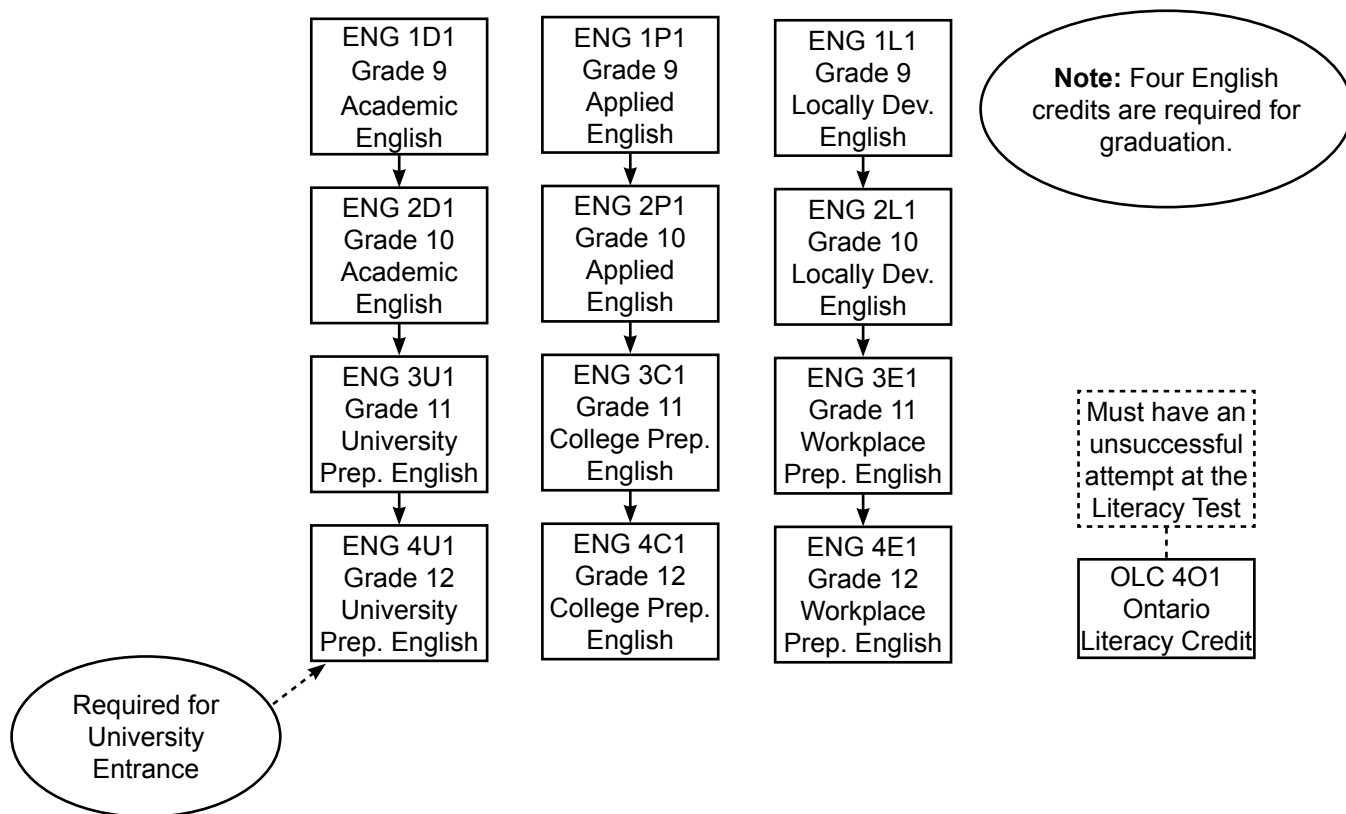 ENG 1D1
Grade 9
Academic
English
ENG 1P1
Grade 9
Applied
English
ENG 1L1
Grade 9
Locally Dev.
English
Note: Four English
credits are required for
graduation.
ENG 2D1
Grade 10
Academic
English
ENG 2P1
Grade 10
Applied
English
ENG 2L1
Grade 10
Locally Dev.
English
ENG 3U1
Grade 11
University
Prep. English
ENG 3C1
Grade 11
College Prep.
English
ENG 3E1
Grade 11
Workplace
Prep. English
Must have an
unsuccessful
attempt at the
Literacy Test
ENG 4U1
Grade 12
University
Prep. English
ENG 4C1
Grade 12
College Prep.
English
ENG 4E1
Grade 12
Workplace
Prep. English
OLC 4O1
Ontario
Literacy Credit
Required for
University
Entrance